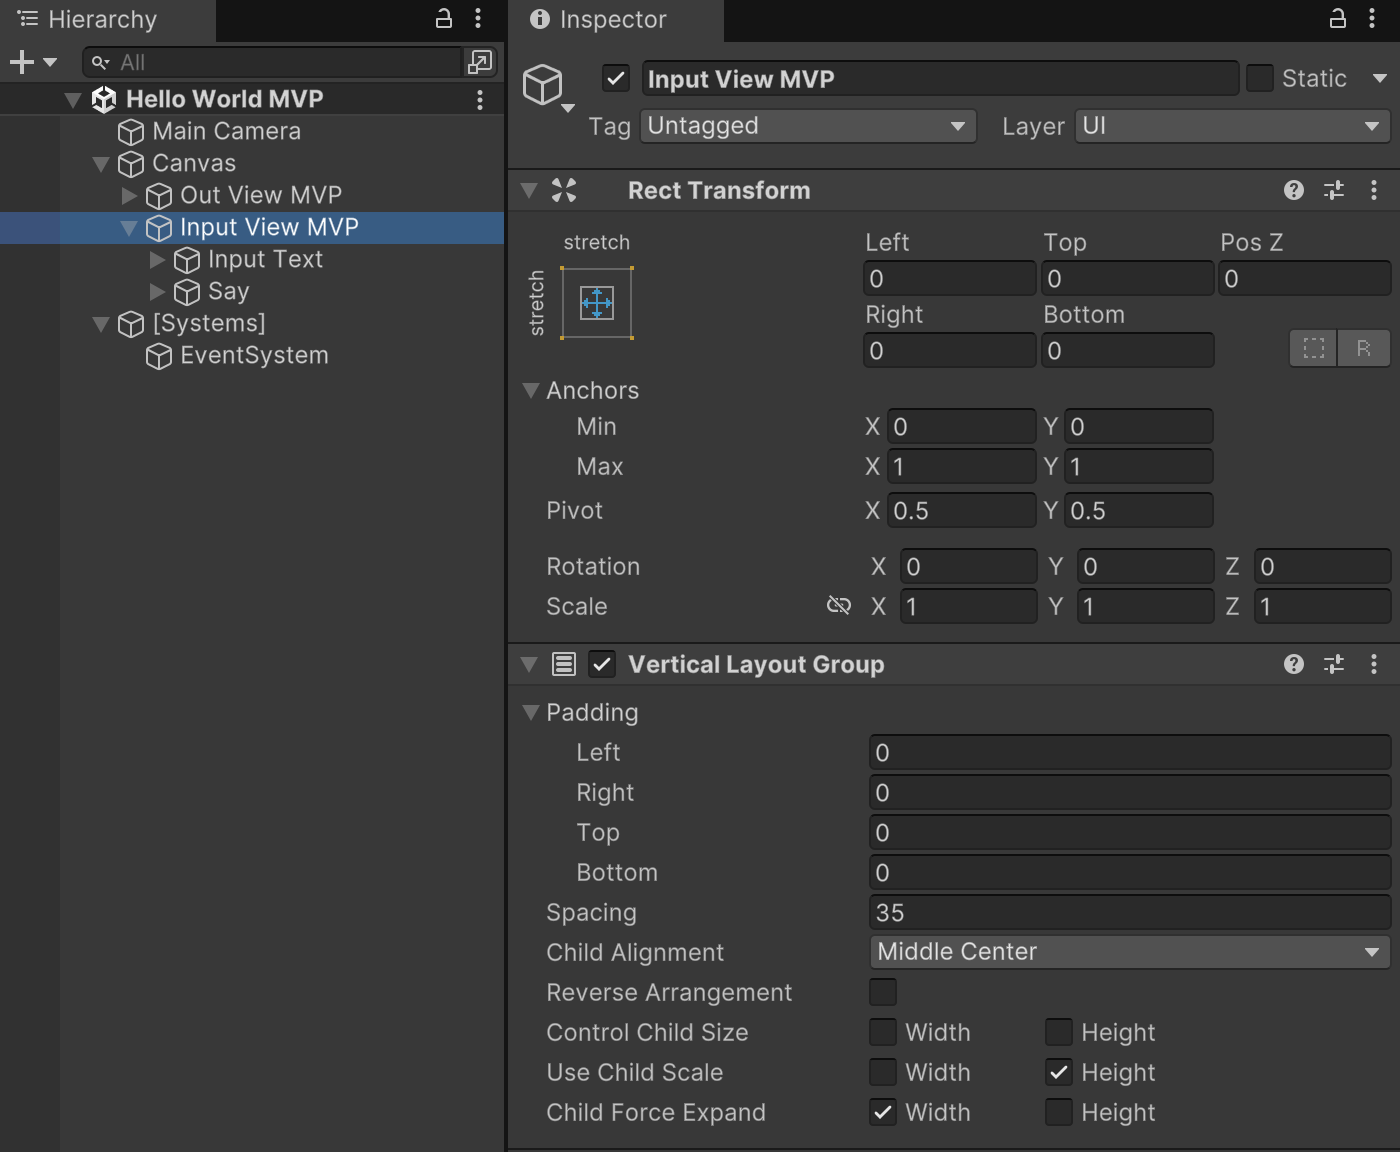 Hierarchy
All
Hello World MVP
Main Camera
Canvas
Out View MVP
Input View MVP
Input Text
Say
[Systems]
EventSystem
Inspector
Input View MVP
Static
Tag Untagged Layer UI
Rect Transform
stretch
stretch
Left Top Pos Z
0 0 0
Right Bottom
0 0
R
Anchors
Min X 0 Y 0
Max X 1 Y 1
Pivot X 0.5 Y 0.5
Rotation X 0 Y 0 Z 0
Scale X 1 Y 1 Z 1
Vertical Layout Group
Padding
Left 0
Right 0
Top 0
Bottom 0
Spacing 35
Child Alignment Middle Center
Reverse Arrangement
Control Child Size Width Height
Use Child Scale Width Height
Child Force Expand Width Height